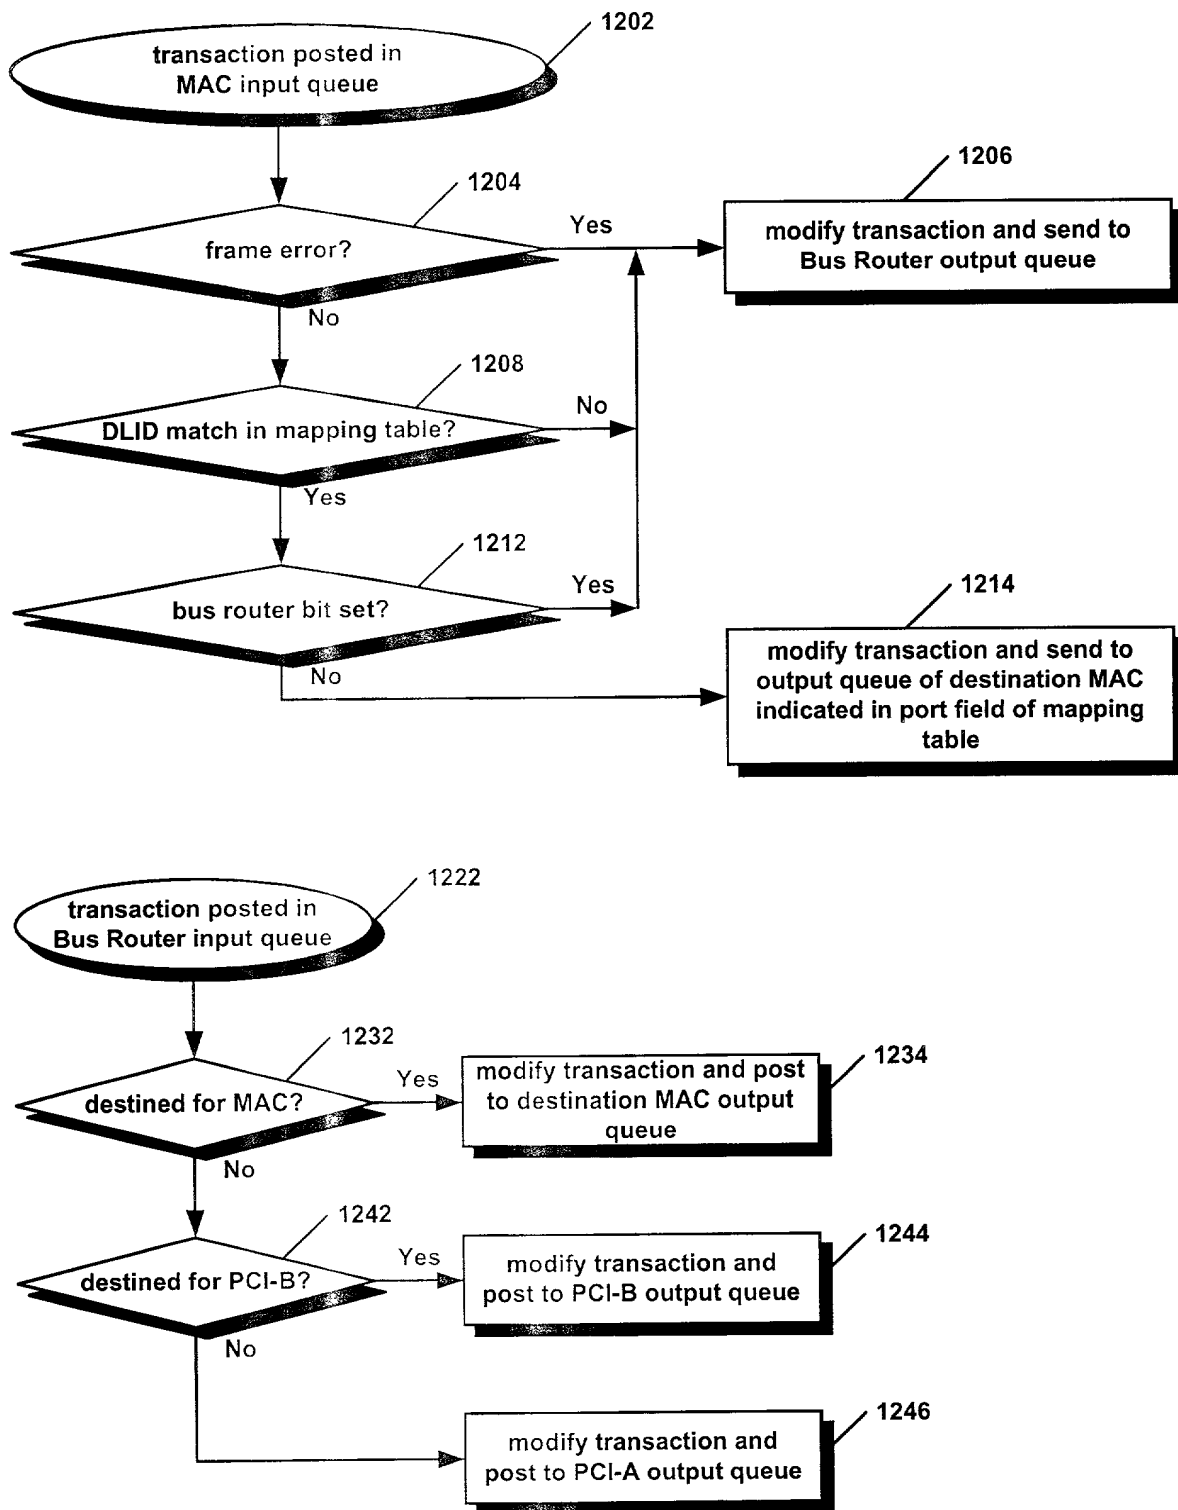 1202
transaction posted in
MAC input queue
1204
frame error?
Yes
No
1206
modify transaction and send to
Bus Router output queue
1208
DLID match in mapping table?
No
Yes
1212
bus router bit set?
Yes
No
1214
modify transaction and send to
output queue of destination MAC
indicated in port field of mapping
table
1222
transaction posted in
Bus Router input queue
1232
destined for MAC?
Yes
No
1234
modify transaction and post
to destination MAC output
queue
1242
destined for PCI-B?
Yes
No
1244
modify transaction and
post to PCI-B output queue
1246
modify transaction and
post to PCI-A output queue